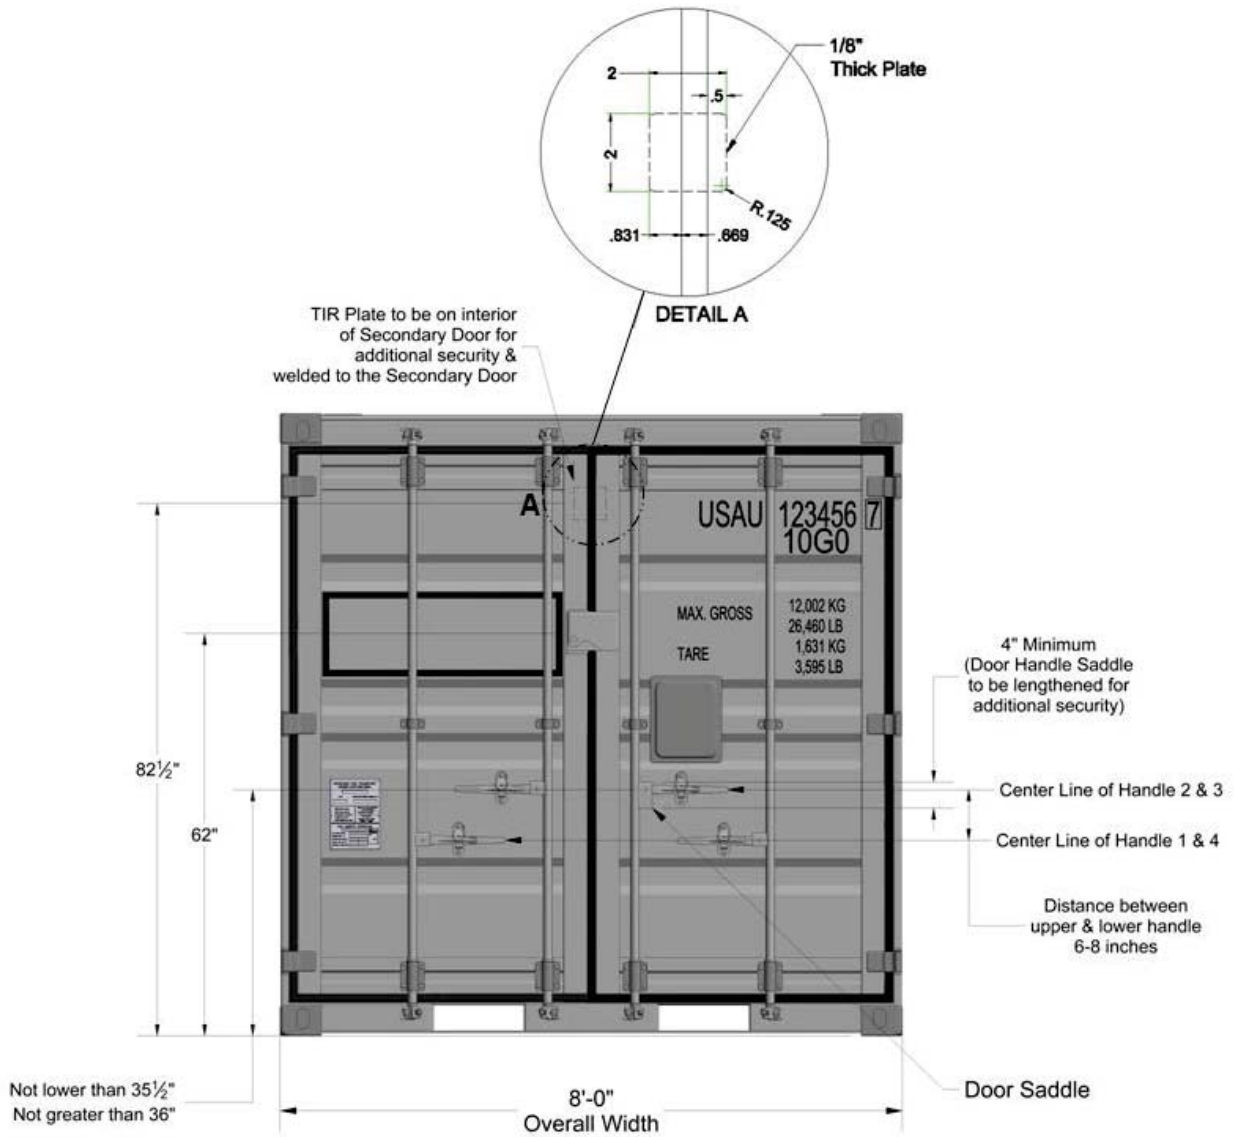 1/8"
Thick Plate
2
.5
2
R.125
.831
.669
DETAIL A
TIR Plate to be on interior
of Secondary Door for
additional security &
welded to the Secondary Door
A
USAU 123456 7
10G0
MAX. GROSS 12,002 KG
26,460 LB
TARE 1,631 KG
3,595 LB
4" Minimum
(Door Handle Saddle
to be lengthened for
additional security)
82½"
62"
Center Line of Handle 2 & 3
Center Line of Handle 1 & 4
Distance between
upper & lower handle
6-8 inches
Not lower than 35½"
Not greater than 36"
8'-0"
Overall Width
Door Saddle